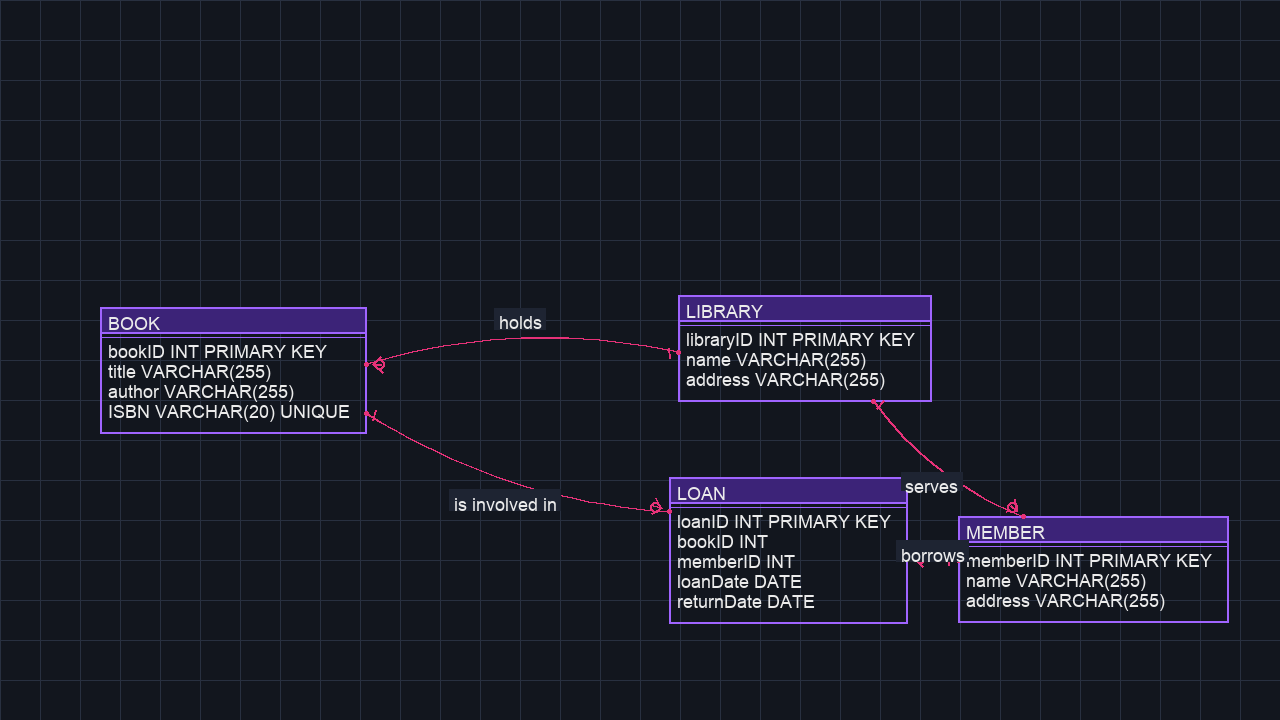 BOOK
bookID INT PRIMARY KEY
title VARCHAR(255)
author VARCHAR(255)
ISBN VARCHAR(20) UNIQUE
holds
LIBRARY
libraryID INT PRIMARY KEY
name VARCHAR(255)
address VARCHAR(255)
is involved in
LOAN
loanID INT PRIMARY KEY
bookID INT
memberID INT
loanDate DATE
returnDate DATE
serves
borrows
MEMBER
memberID INT PRIMARY KEY
name VARCHAR(255)
address VARCHAR(255)